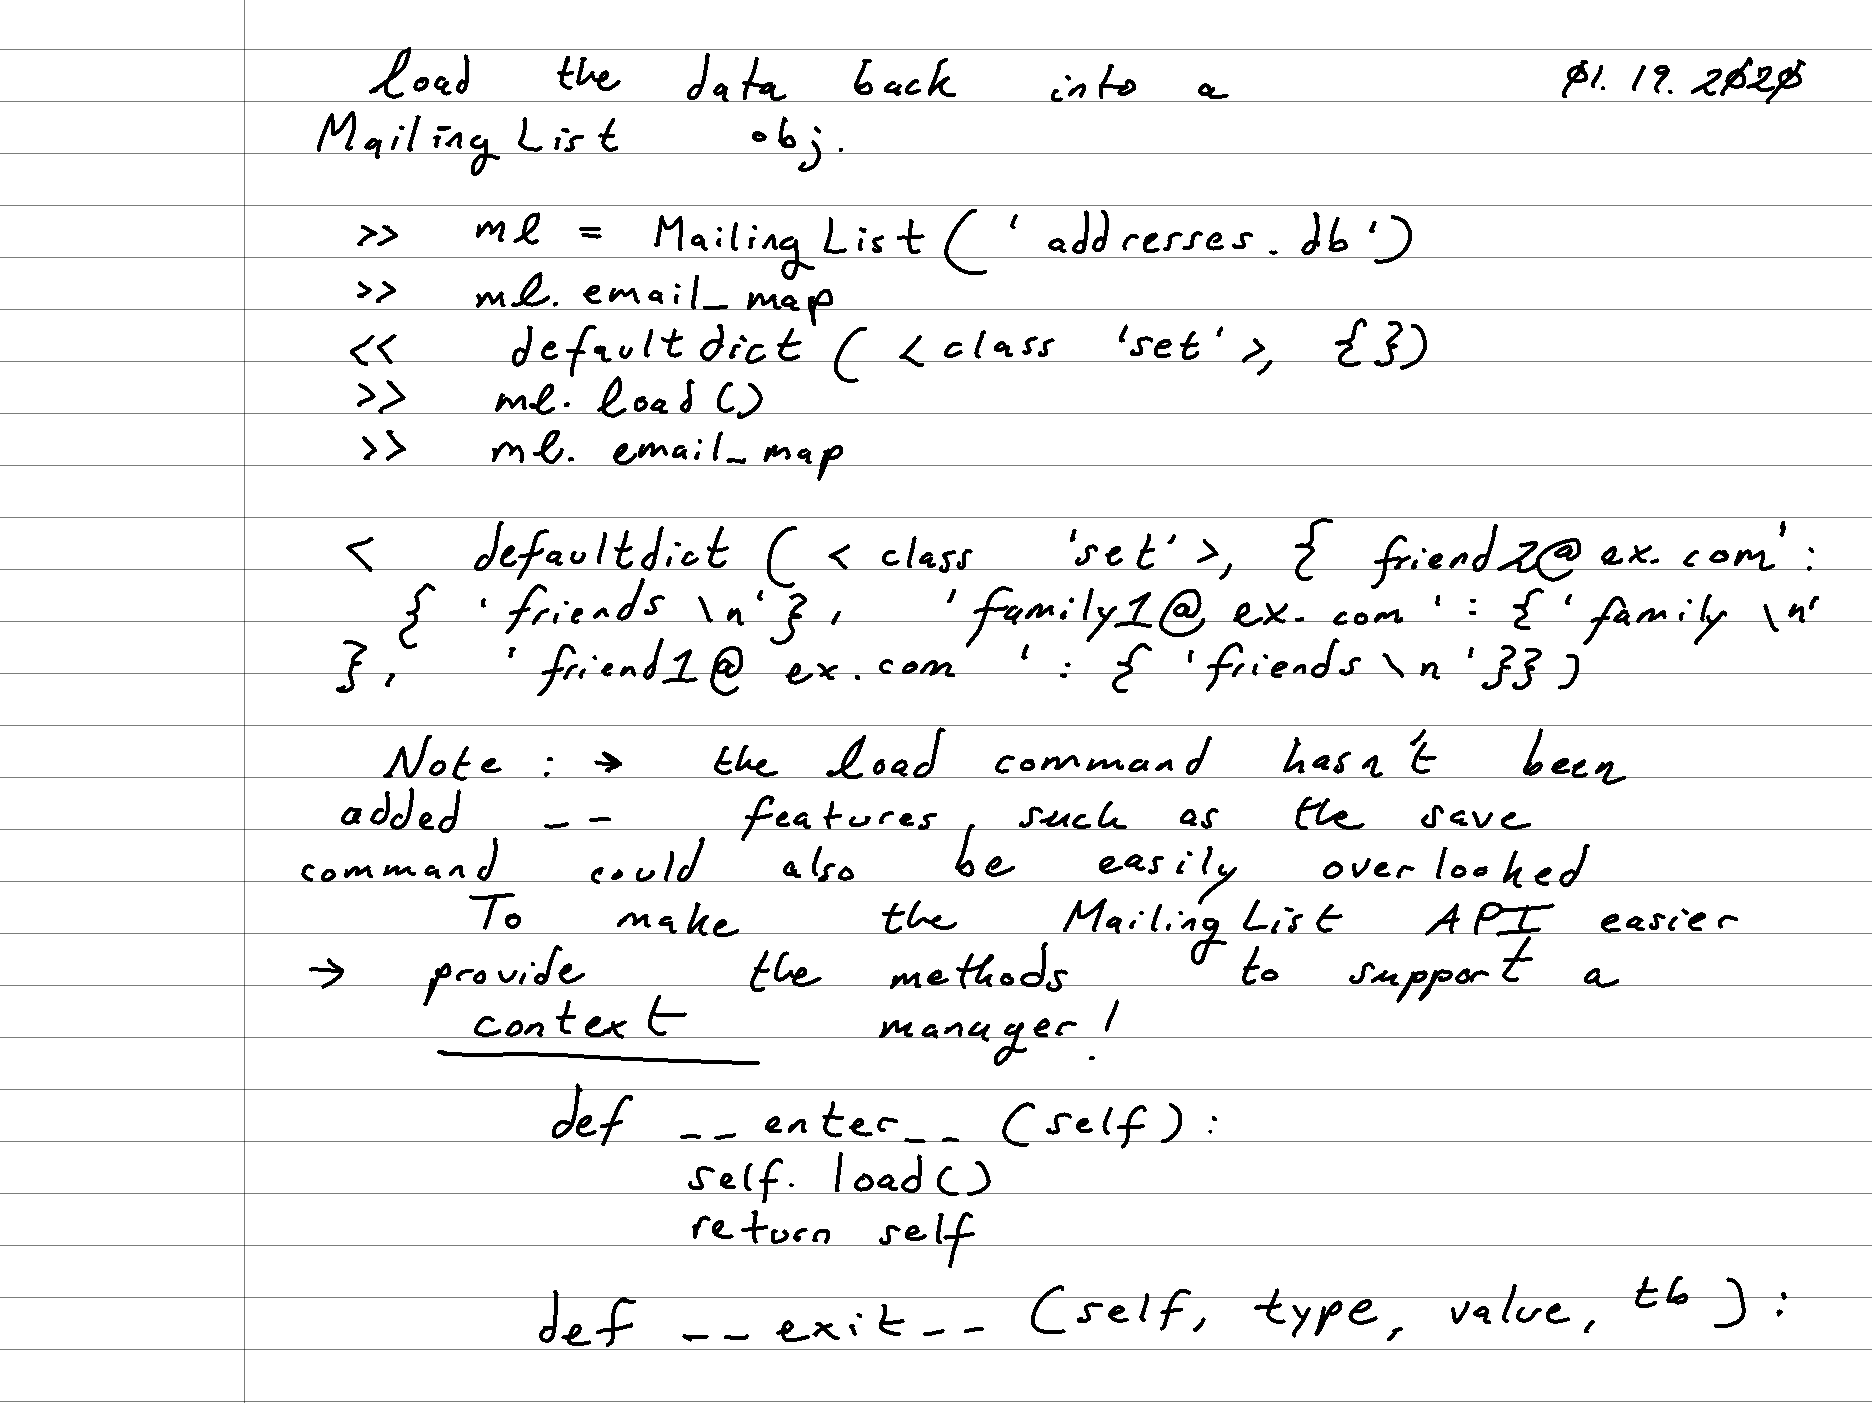 load the data back into a 01.19.2020
MailingList obj.
>> ml = MailingList('addresses.db')
>> ml.email_map
<< defaultdict(<class 'set'>, {})
>> ml.load()
>> ml.email_map
< defaultdict(<class 'set'>, { friend2@ex.com':
{'friends\n'}, 'family1@ex.com': {'family\n'
}, 'friend1@ex.com': {'friends\n'}})
Note: → the load command hasn't been
added -- features, such as the save
command could also be easily overlooked
To make the MailingList API easier
→ provide the methods to support a
context manager!
def __enter__(self):
self.load()
return self
def __exit__(self, type, value, tb):